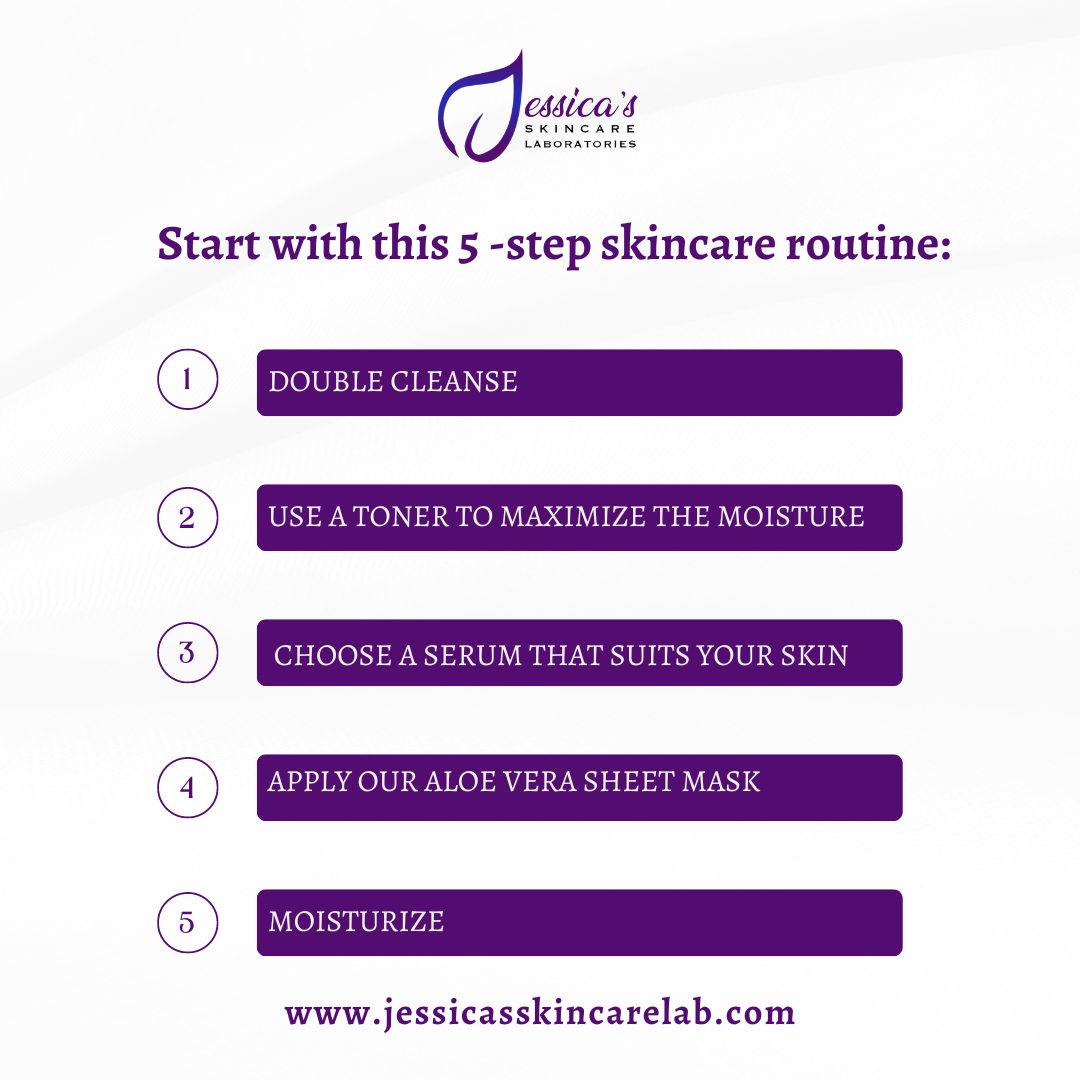 Jessica's
SKINCARE
LABORATORIES
Start with this 5 -step skincare routine:
1 DOUBLE CLEANSE
2 USE A TONER TO MAXIMIZE THE MOISTURE
3 CHOOSE A SERUM THAT SUITS YOUR SKIN
4 APPLY OUR ALOE VERA SHEET MASK
5 MOISTURIZE
www.jessicasskincarelab.com